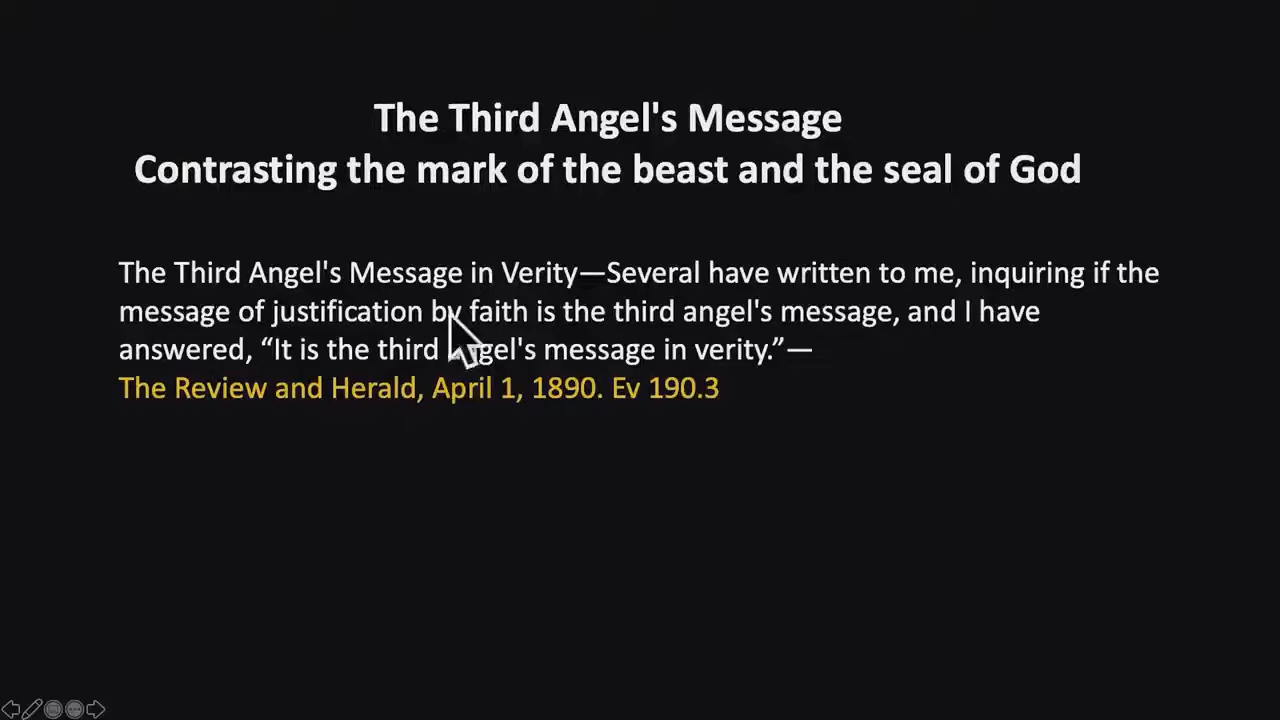 The Third Angel's Message
Contrasting the mark of the beast and the seal of God
The Third Angel's Message in Verity—Several have written to me, inquiring if the
message of justification by faith is the third angel's message, and I have
answered, “It is the third angel's message in verity.”—
The Review and Herald, April 1, 1890. Ev 190.3